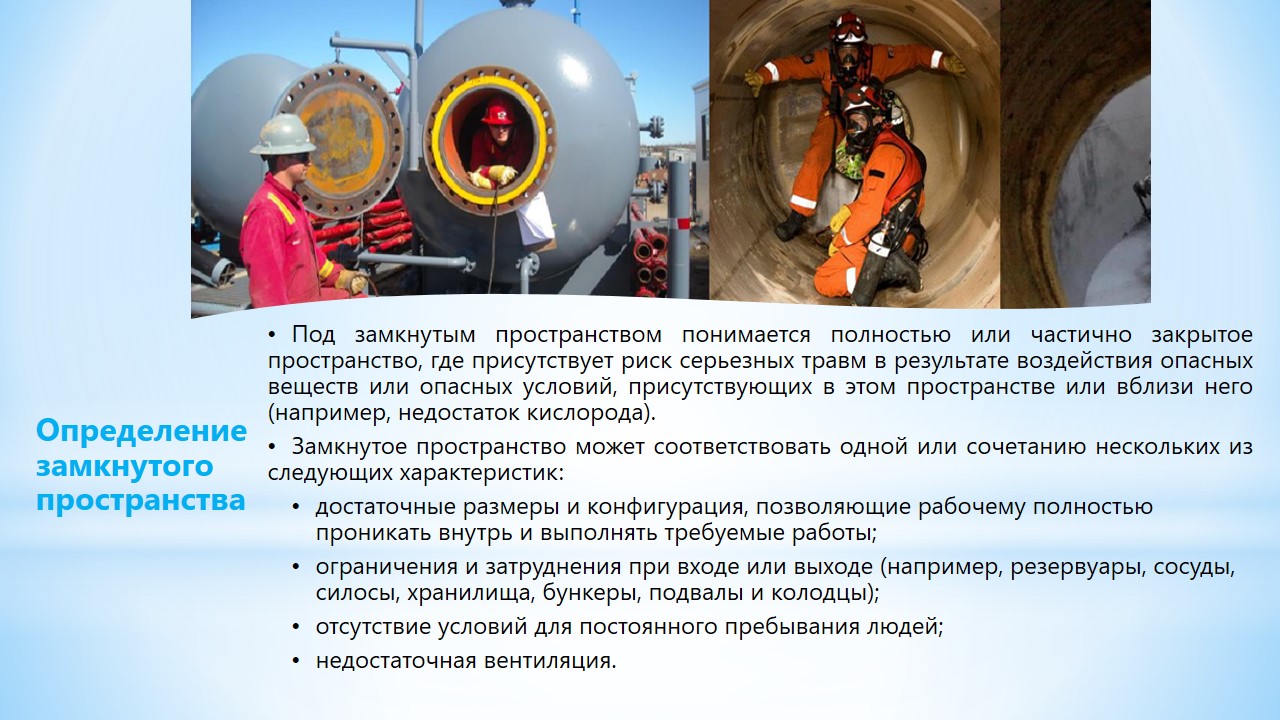 • Под замкнутым пространством понимается полностью или частично закрытое
пространство, где присутствует риск серьезных травм в результате воздействия опасных
веществ или опасных условий, присутствующих в этом пространстве или вблизи него
(например, недостаток кислорода).
Определение
замкнутого
пространства
• Замкнутое пространство может соответствовать одной или сочетанию нескольких из
следующих характеристик:
• достаточные размеры и конфигурация, позволяющие рабочему полностью
проникать внутрь и выполнять требуемые работы;
• ограничения и затруднения при входе или выходе (например, резервуары, сосуды,
силосы, хранилища, бункеры, подвалы и колодцы);
• отсутствие условий для постоянного пребывания людей;
• недостаточная вентиляция.